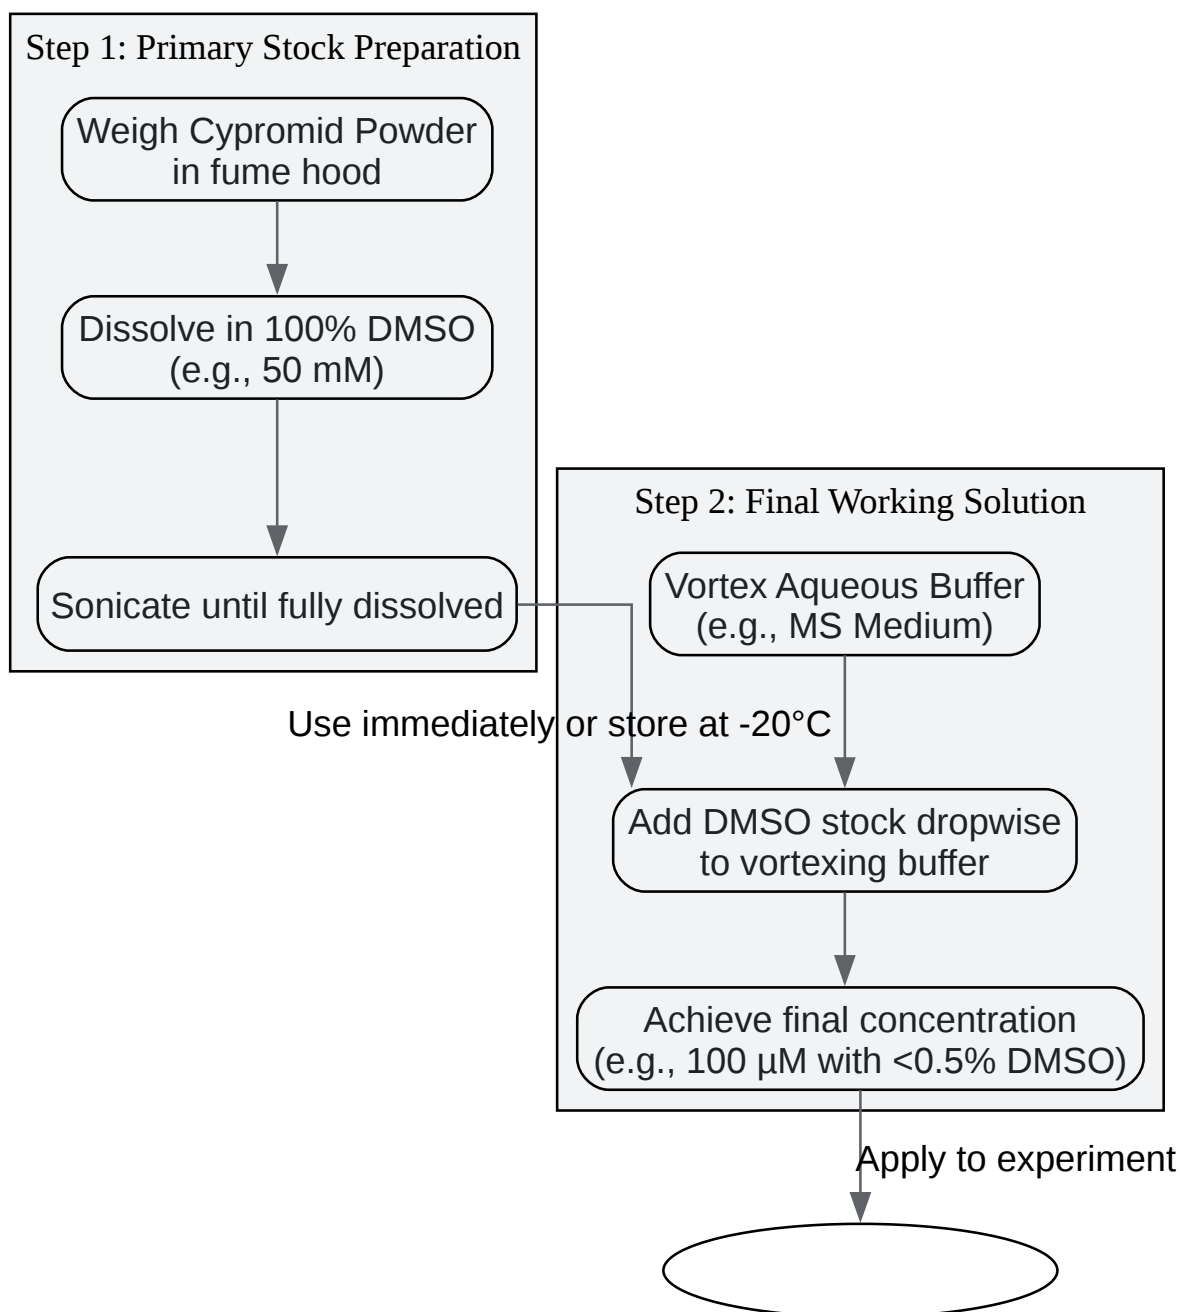 Step 1: Primary Stock Preparation
Weigh Cypromid Powder
in fume hood
Dissolve in 100% DMSO
(e.g., 50 mM)
Sonicate until fully dissolved
Use immediately or store at -20°C
Step 2: Final Working Solution
Vortex Aqueous Buffer
(e.g., MS Medium)
Add DMSO stock dropwise
to vortexing buffer
Achieve final concentration
(e.g., 100 µM with <0.5% DMSO)
Apply to experiment